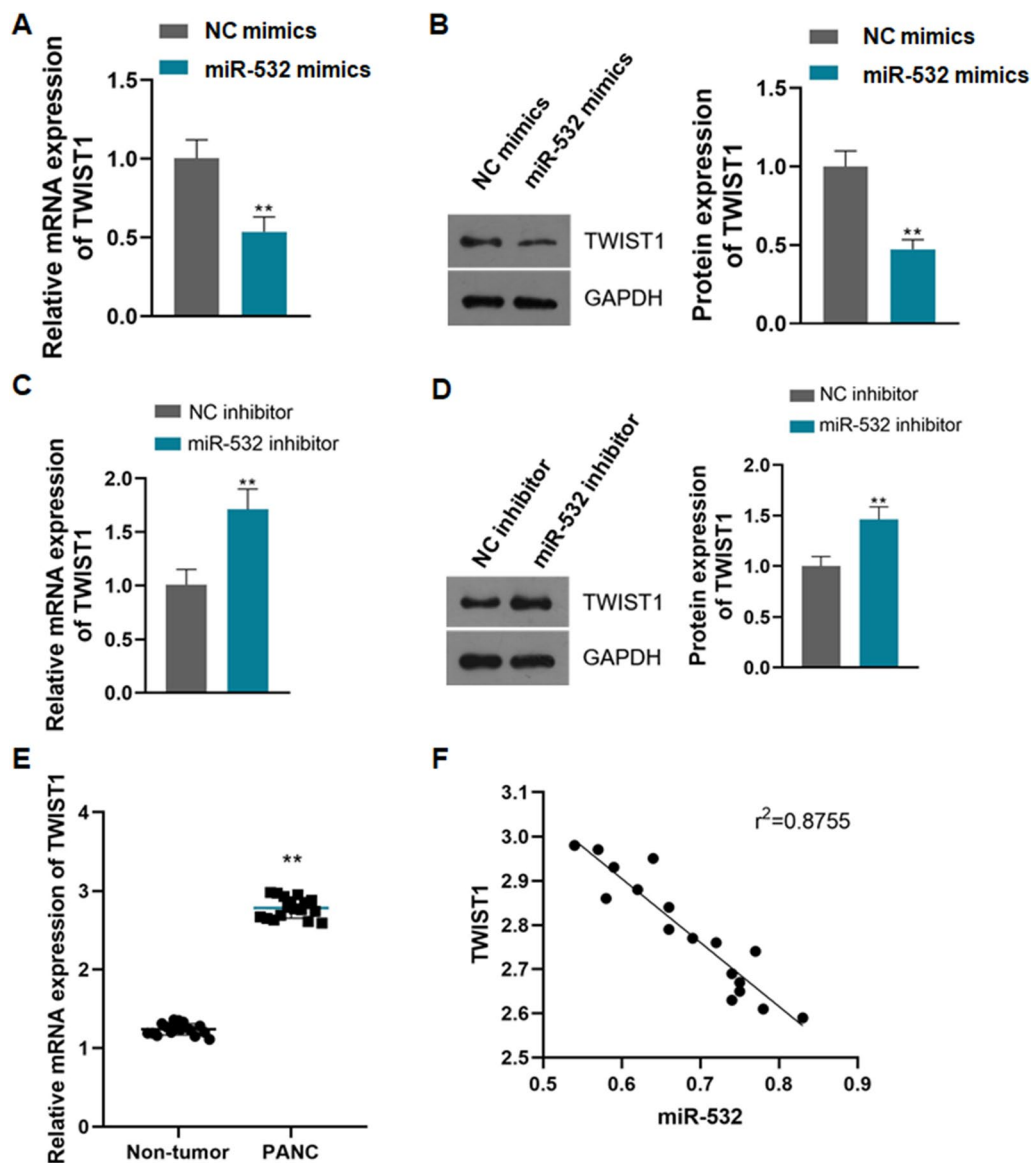 A
NC mimics
miR-532 mimics
Relative mRNA expression
of TWIST1
1.5
1.0
0.5
0.0
**
B
NC mimics
miR-532 mimics
TWIST1
GAPDH
NC mimics
miR-532 mimics
Protein expression
of TWIST1
1.5
1.0
0.5
0.0
**
C
NC inhibitor
miR-532 inhibitor
Relative mRNA expression
of TWIST1
2.0
1.5
1.0
0.5
0.0
**
D
NC inhibitor
miR-532 inhibitor
TWIST1
GAPDH
NC inhibitor
miR-532 inhibitor
Protein expression
of TWIST1
2.0
1.5
1.0
0.5
0.0
**
E
Relative mRNA expression of TWIST1
4
3
2
1
0
**
Non-tumor PANC
F
TWIST1
3.1
3.0
2.9
2.8
2.7
2.6
2.5
r²=0.8755
0.5 0.6 0.7 0.8 0.9
miR-532